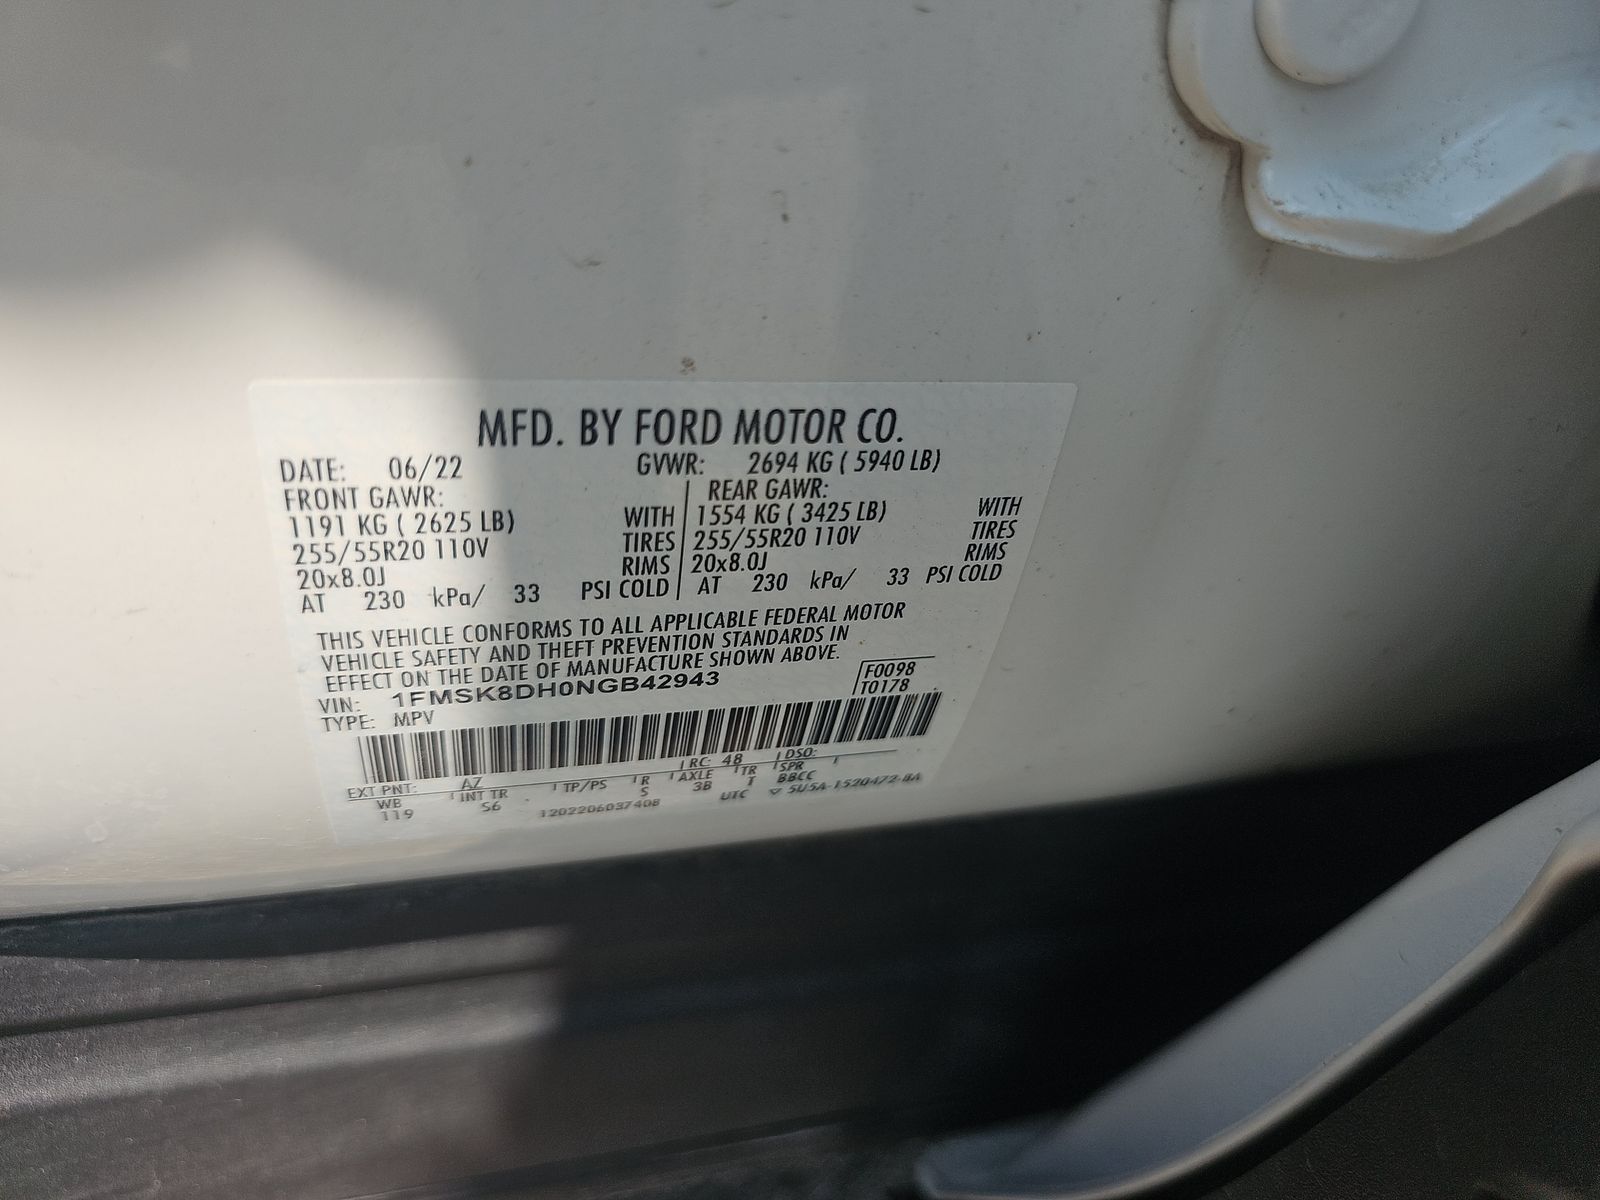 MFD. BY FORD MOTOR CO.
DATE: 06/22 GVWR: 2694 KG ( 5940 LB)
FRONT GAWR: REAR GAWR:
1191 KG ( 2625 LB) WITH 1554 KG ( 3425 LB) WITH
255/55R20 110V TIRES 255/55R20 110V TIRES
20x8.0J RIMS 20x8.0J RIMS
AT 230 kPa/ 33 PSI COLD AT 230 kPa/ 33 PSI COLD
THIS VEHICLE CONFORMS TO ALL APPLICABLE FEDERAL MOTOR
VEHICLE SAFETY AND THEFT PREVENTION STANDARDS IN
EFFECT ON THE DATE OF MANUFACTURE SHOWN ABOVE.
VIN: 1FMSK8DH0NGB42943 F0098
TYPE: MPV T0178
EXT PNT: AZ RC: 48 DSO:
WB INT TR TP/PS R AXLE TR SPR
119 S6 S 3B T BBCC
1202206037408 UTC 5U5A-1520472-BA